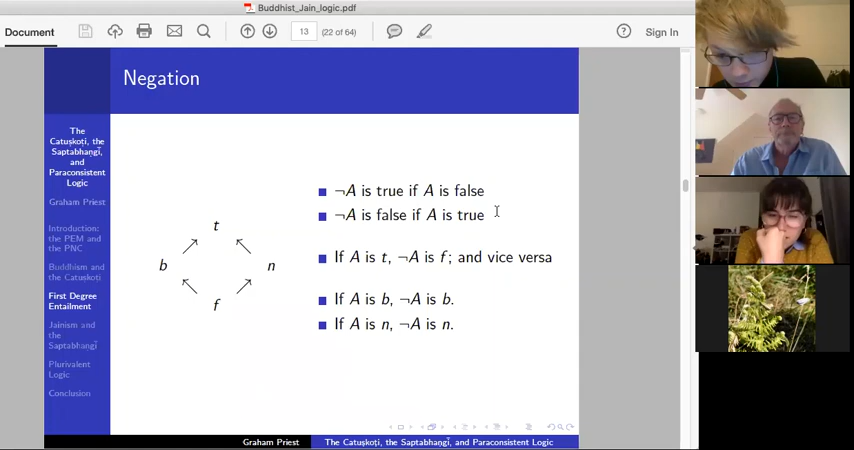 Buddhist_Jain_logic.pdf
Document
13
(22 of 64)
Sign In
Negation
The
Catuṣkoṭi, the
Saptabhaṅgī,
and
Paraconsistent
Logic
Graham Priest
Introduction:
the PEM and
the PNC
Buddhism and
the Catuskoti
First Degree
Entailment
Jainism and
the
Saptabhaṅgī
Plurivalent
Logic
Conclusion
t
b
n
f
¬A is true if A is false
¬A is false if A is true
If A is t, ¬A is f; and vice versa
If A is b, ¬A is b.
If A is n, ¬A is n.
Graham Priest
The Catuṣkoṭi, the Saptabhaṅgī, and Paraconsistent Logic